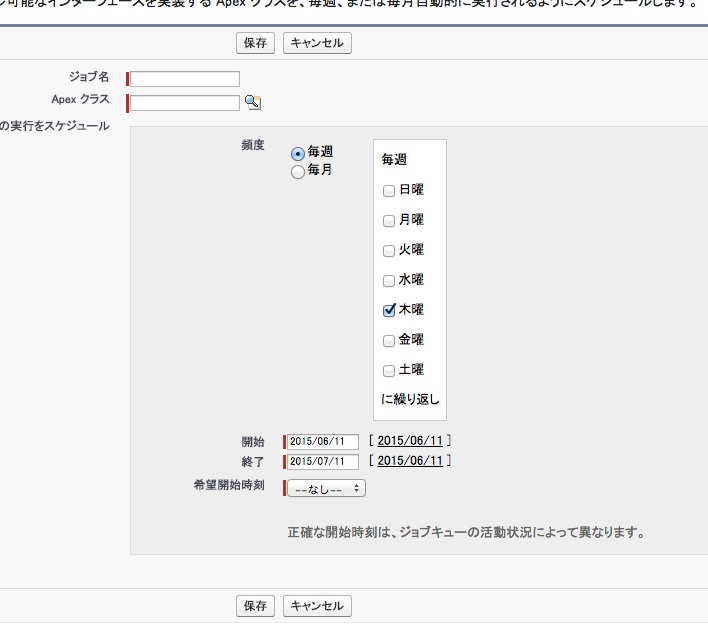 可能なインターフェースを実装する Apex クラスを、毎週、または毎月自動的に実行されるようにスケジュールします。
保存 キャンセル
ジョブ名
Apex クラス
の実行をスケジュール
頻度
毎週
毎月
毎週
日曜
月曜
火曜
水曜
木曜
金曜
土曜
に繰り返し
開始 2015/06/11 [ 2015/06/11 ]
終了 2015/07/11 [ 2015/06/11 ]
希望開始時刻 --なし--
正確な開始時刻は、ジョブキューの活動状況によって異なります。
保存 キャンセル